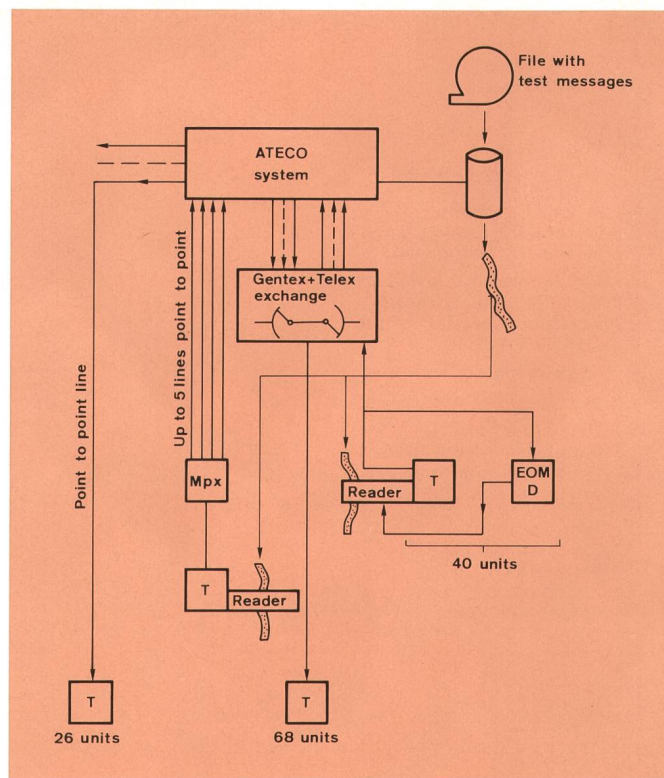 File with
test messages
ATECO
system
Gentex+Telex
exchange
Point to point line
Up to 5 lines point to point
Mpx
T
Reader
T
EOM
D
40 units
T
Reader
T
26 units
T
68 units